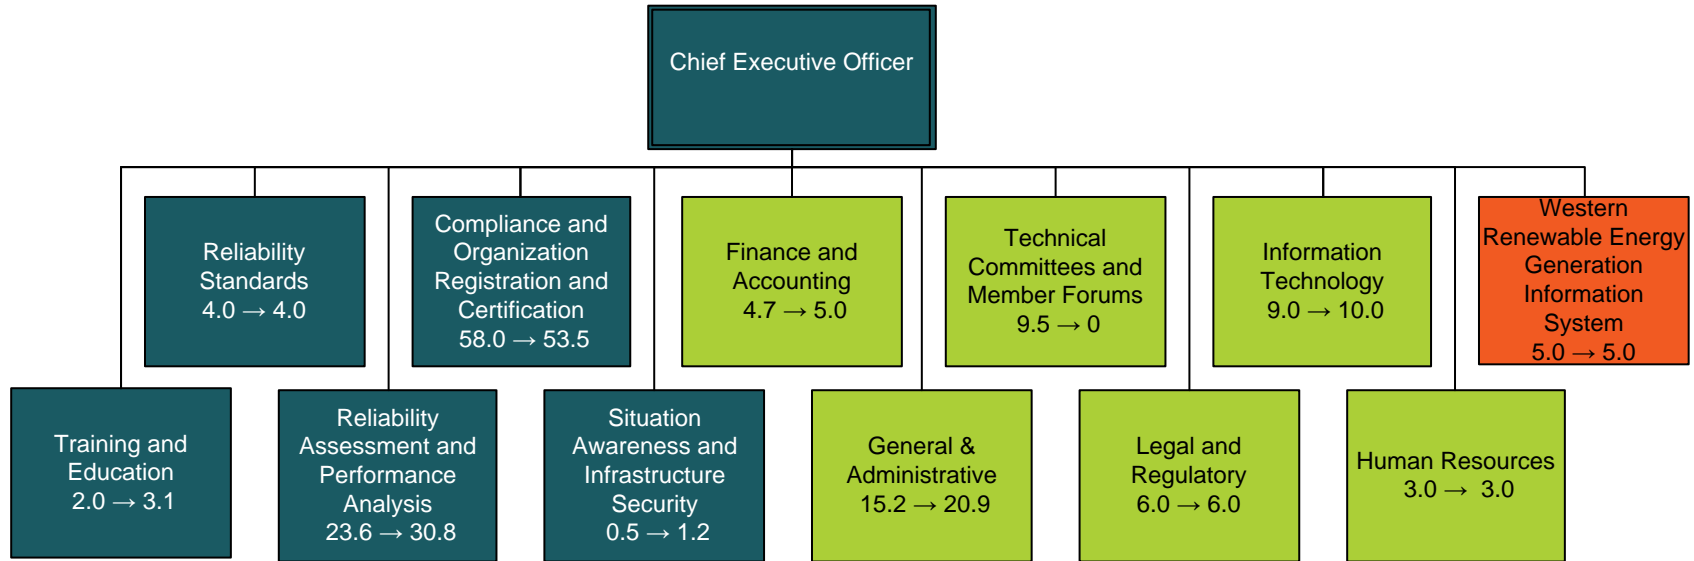 Chief Executive Officer
Reliability
Standards
4.0 → 4.0
Compliance and
Organization
Registration and
Certification
58.0 → 53.5
Finance and
Accounting
4.7 → 5.0
Technical
Committees and
Member Forums
9.5 → 0
Information
Technology
9.0 → 10.0
Western
Renewable Energy
Generation
Information
System
5.0 → 5.0
Training and
Education
2.0 → 3.1
Reliability
Assessment and
Performance
Analysis
23.6 → 30.8
Situation
Awareness and
Infrastructure
Security
0.5 → 1.2
General &
Administrative
15.2 → 20.9
Legal and
Regulatory
6.0 → 6.0
Human Resources
3.0 → 3.0